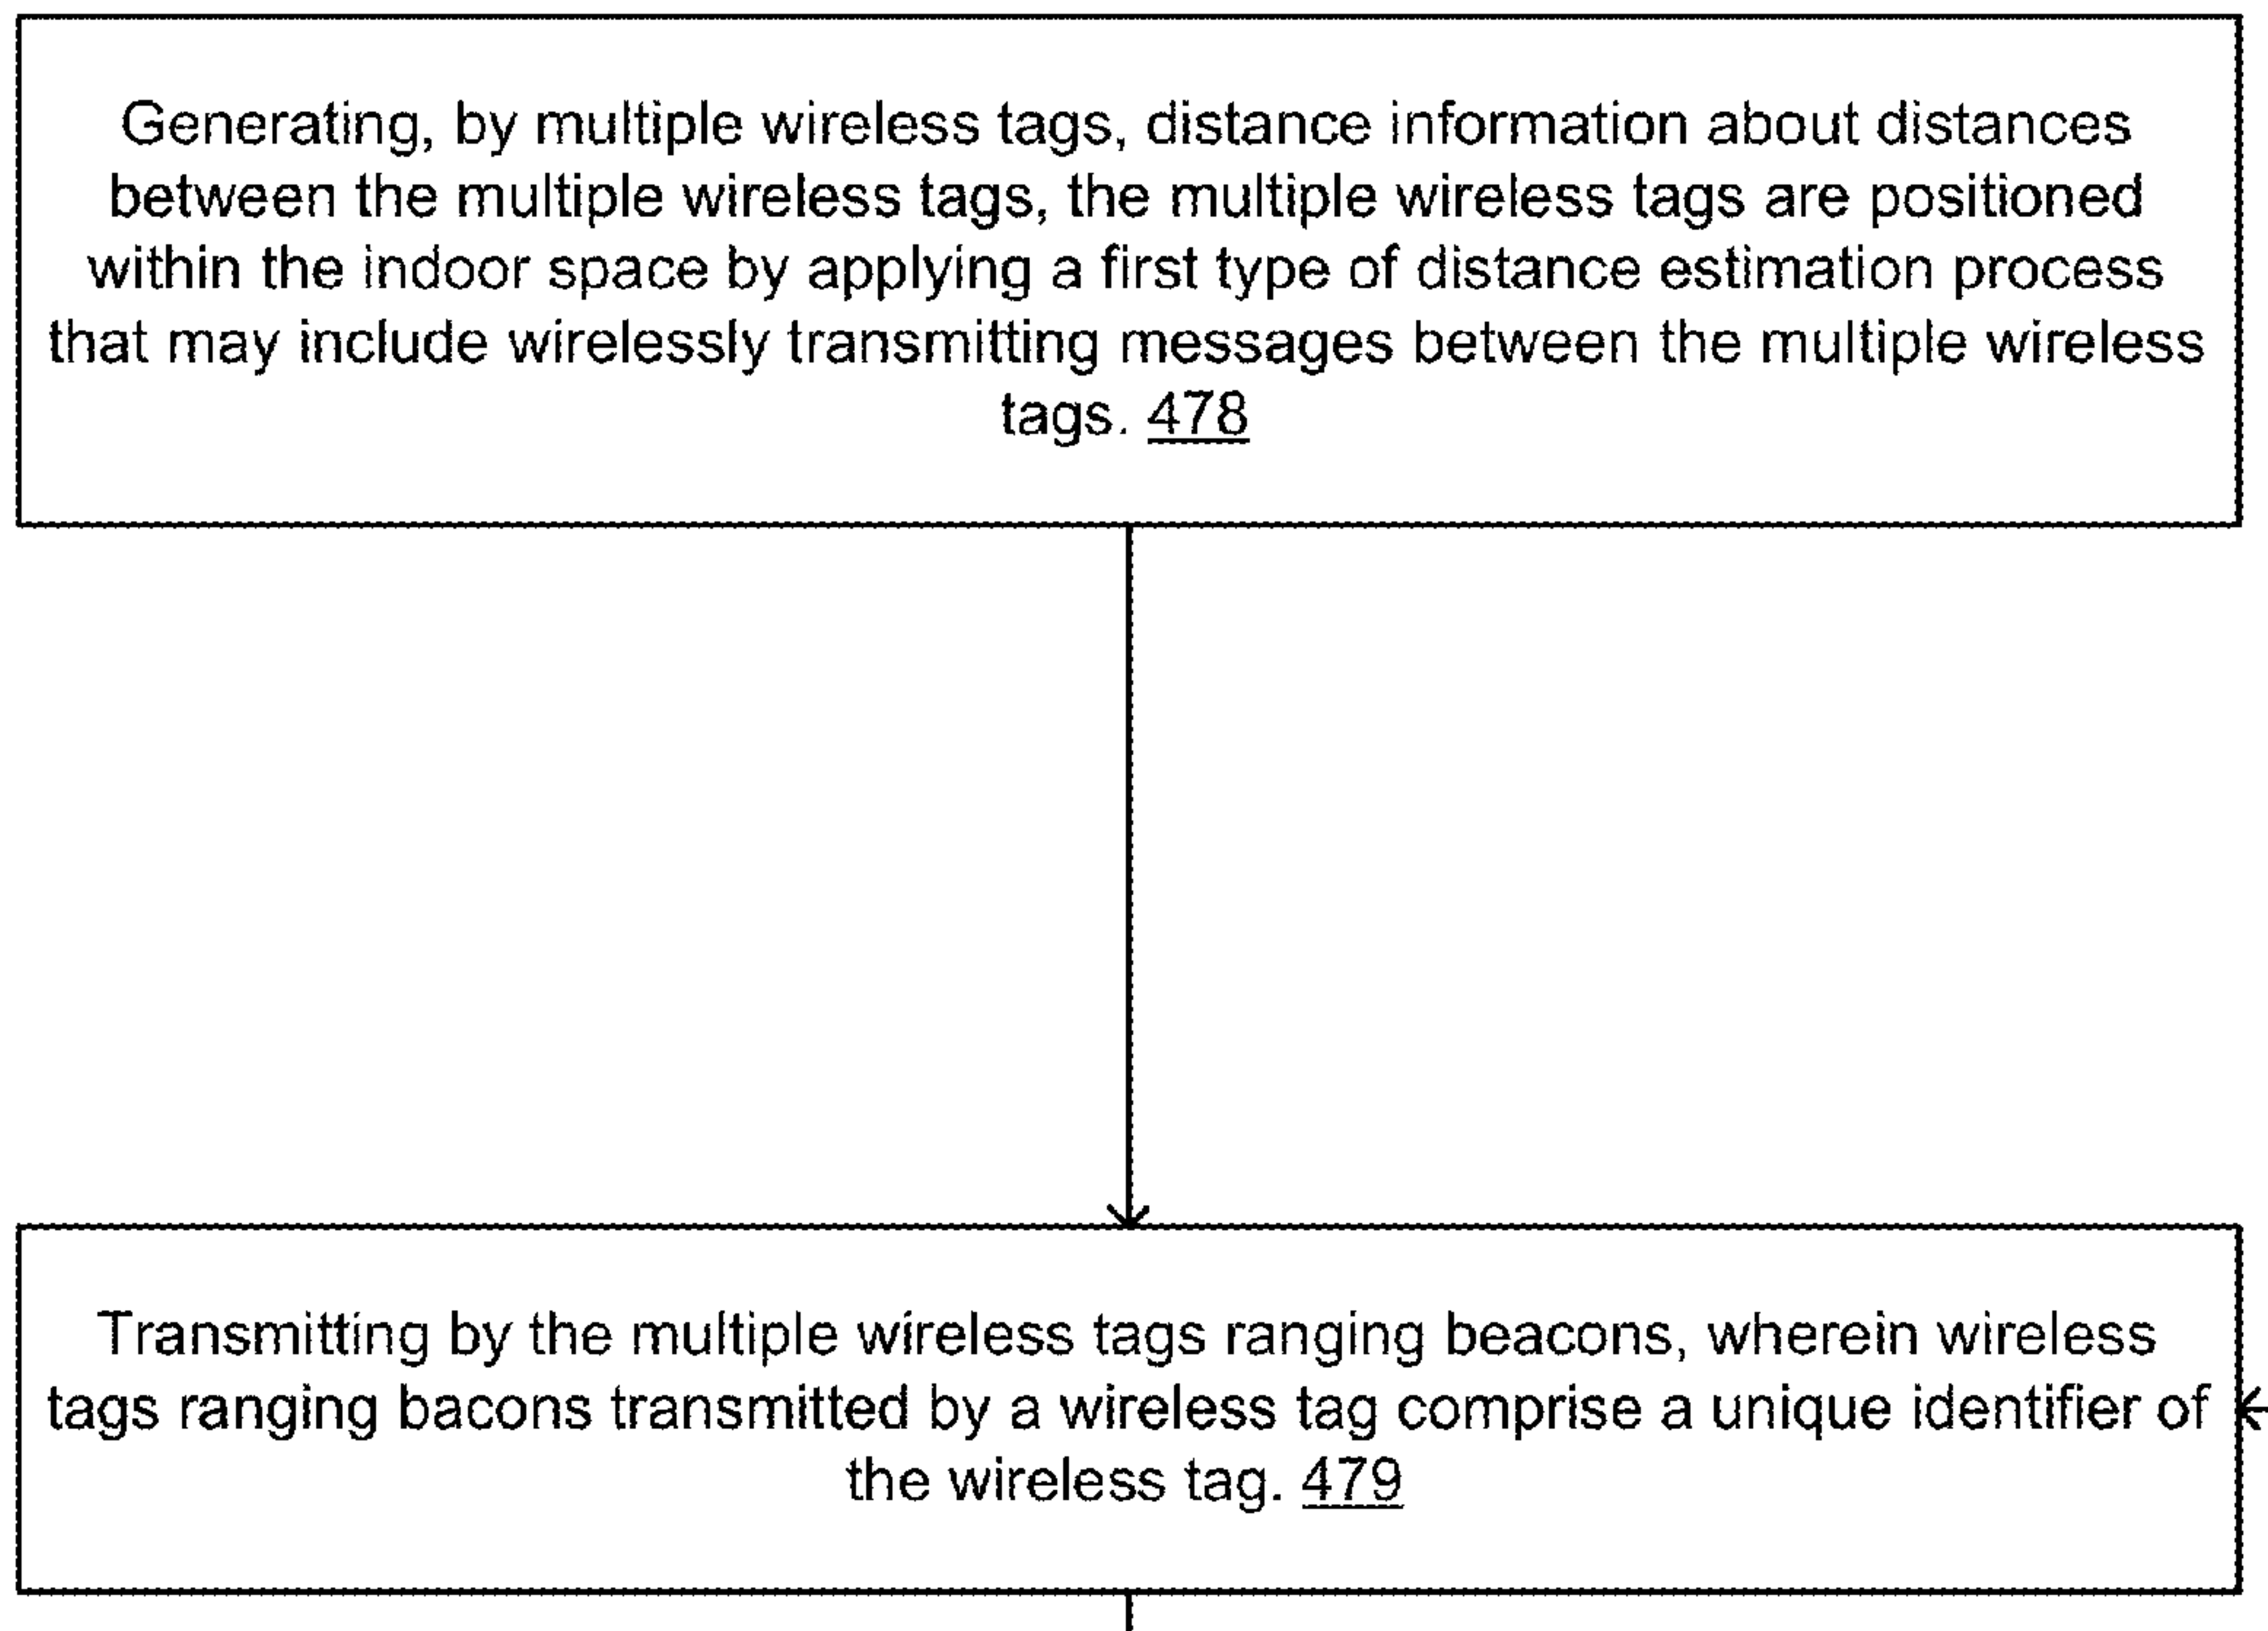 Generating, by multiple wireless tags, distance information about distances
between the multiple wireless tags, the multiple wireless tags are positioned
within the indoor space by applying a first type of distance estimation process
that may include wirelessly transmitting messages between the multiple wireless
tags. 478
Transmitting by the multiple wireless tags ranging beacons, wherein wireless
tags ranging bacons transmitted by a wireless tag comprise a unique identifier of
the wireless tag. 479